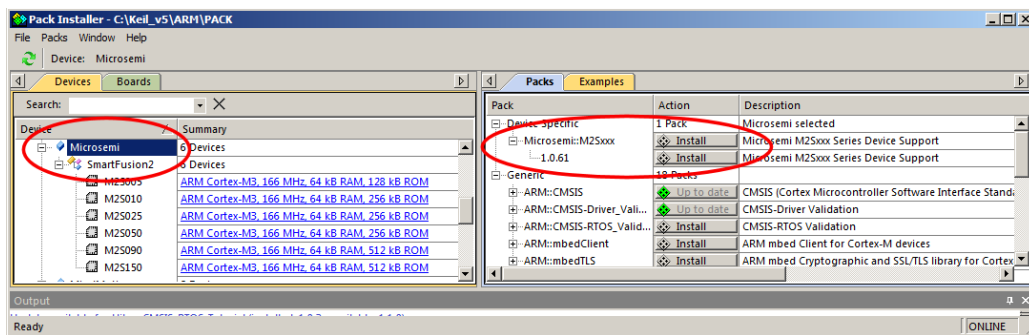 Pack Installer - C:\Keil_v5\ARM\PACK
File Packs Window Help
Device: Microsemi
Devices Boards
Search:
Device Summary
Microsemi 6 Devices
SmartFusion2 Devices
M2S005 ARM Cortex-M3, 166 MHz, 64 kB RAM, 128 kB ROM
M2S010 ARM Cortex-M3, 166 MHz, 64 kB RAM, 256 kB ROM
M2S025 ARM Cortex-M3, 166 MHz, 64 kB RAM, 256 kB ROM
M2S050 ARM Cortex-M3, 166 MHz, 64 kB RAM, 256 kB ROM
M2S090 ARM Cortex-M3, 166 MHz, 64 kB RAM, 512 kB ROM
M2S150 ARM Cortex-M3, 166 MHz, 64 kB RAM, 512 kB ROM
Packs Examples
Pack Action Description
Device Specific 1 Pack Microsemi selected
Microsemi::M2Sxxx Install Microsemi M2Sxxx Series Device Support
1.0.61 Install Microsemi M2Sxxx Series Device Support
Generic 18 Packs
ARM::CMSIS Up to date CMSIS (Cortex Microcontroller Software Interface Standa
ARM::CMSIS-Driver_Vali... Up to date CMSIS-Driver Validation
ARM::CMSIS-RTOS_Valid... Install CMSIS-RTOS Validation
ARM::mbedClient Install ARM mbed Client for Cortex-M devices
ARM::mbedTLS Install ARM mbed Cryptographic and SSL/TLS library for Cortex
Output
Ready ONLINE